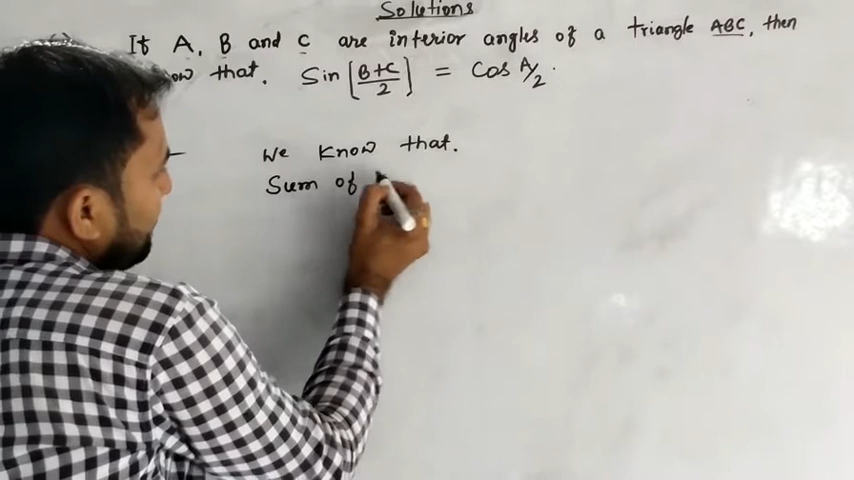 Solutions
If A, B and C are interior angles of a triangle ABC, then
that. Sin [B+C/2] = Cos A/2.
We know that.
Sum of